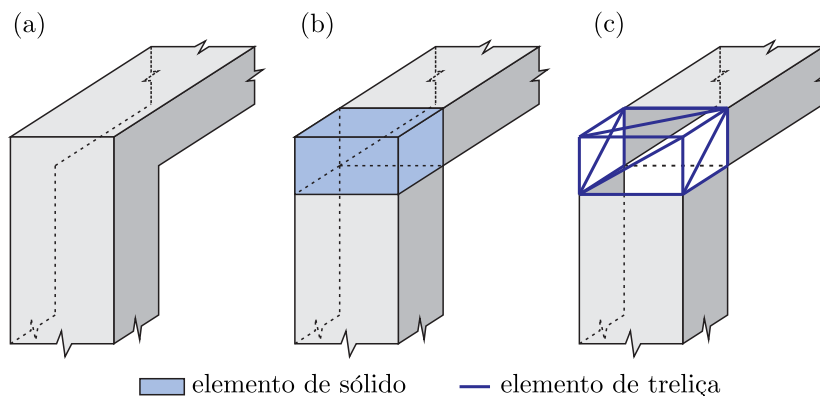 (a) (b) (c)
elemento de sólido elemento de treliça